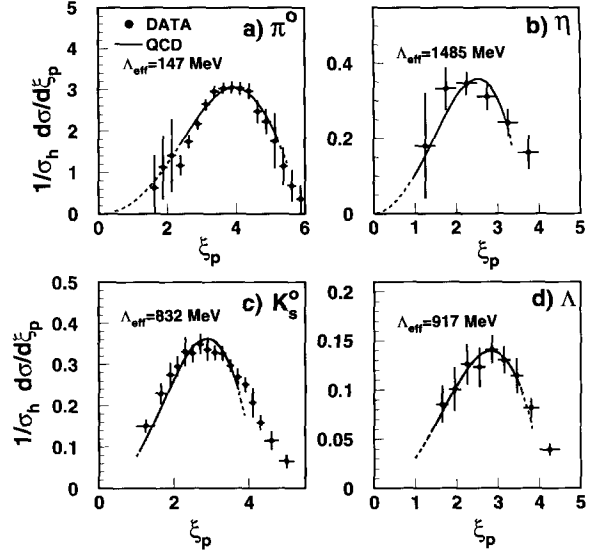 DATA
QCD
Λeff=147 MeV
a) π°
1/σh dσ/dξp
5
4
3
2
1
0
0 2 4 6
ξp
b) η
Λeff=1485 MeV
0.4
0.2
0
0 1 2 3 4 5
ξp
c) K°s
Λeff=832 MeV
1/σh dσ/dξp
0.5
0.4
0.3
0.2
0.1
0
0 2 4
ξp
d) Λ
Λeff=917 MeV
0.2
0.15
0.1
0.05
0
0 1 2 3 4 5
ξp